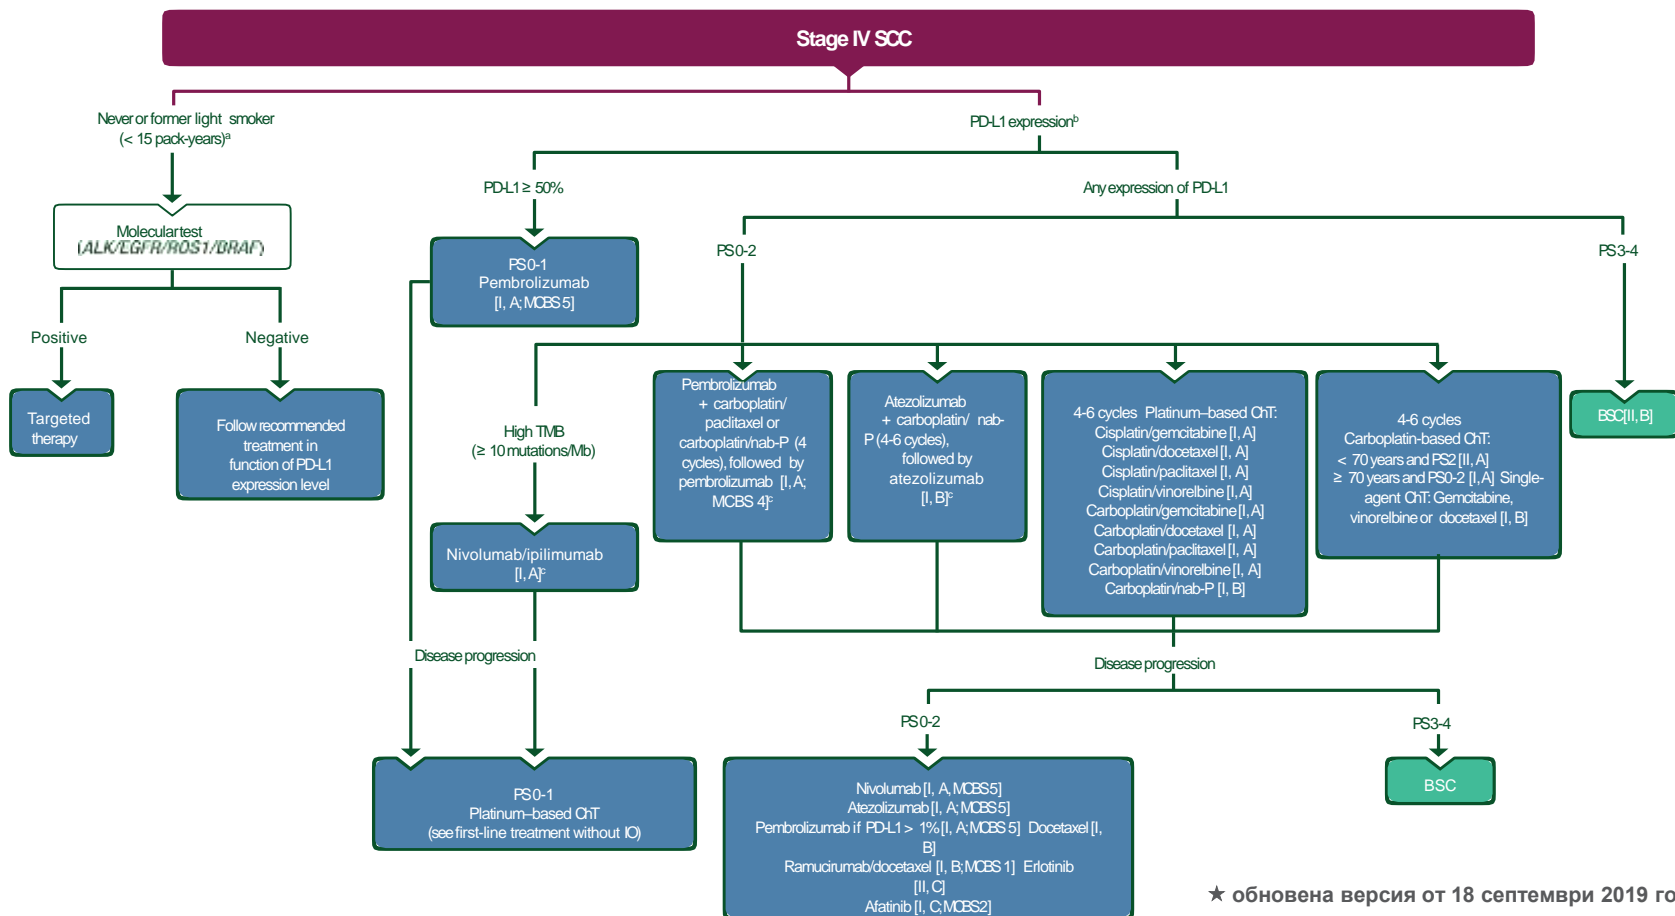 Stage IV SCC
Never or former light smoker
(< 15 pack-years)a
PD-L1 expressionb
PD-L1 ≥ 50%
Any expression of PD-L1
Molecular test
(ALK/EGFR/ROS1/BRAF)
PS 0-1
Pembrolizumab
[I, A; MCBS 5]
PS 0-2
PS 3-4
Positive
Negative
Targeted
therapy
Follow recommended
treatment in
function of PD-L1
expression level
High TMB
(≥ 10 mutations/Mb)
Pembrolizumab
+ carboplatin/
paclitaxel or
carboplatin/nab-P (4
cycles), followed by
pembrolizumab [I, A;
MCBS 4]c
Atezolizumab
+ carboplatin/ nab-
P (4-6 cycles),
followed by
atezolizumab
[I, B]c
4-6 cycles Platinum–based ChT:
Cisplatin/gemcitabine [I, A]
Cisplatin/docetaxel [I, A]
Cisplatin/paclitaxel [I, A]
Cisplatin/vinorelbine [I, A]
Carboplatin/gemcitabine [I, A]
Carboplatin/docetaxel [I, A]
Carboplatin/paclitaxel [I, A]
Carboplatin/vinorelbine [I, A]
Carboplatin/nab-P [I, B]
4-6 cycles
Carboplatin-based ChT:
< 70 years and PS2 [II, A]
≥ 70 years and PS0-2 [I, A] Single-
agent ChT: Gemcitabine,
vinorelbine or docetaxel [I, B]
BSC [II, B]
Nivolumab/ipilimumab
[I, A]c
Disease progression
Disease progression
PS 0-2
PS 3-4
PS 0-1
Platinum–based ChT
(see first-line treatment without IO)
Nivolumab [I, A, MCBS 5]
Atezolizumab [I, A; MCBS 5]
Pembrolizumab if PD-L1 > 1% [I, A; MCBS 5] Docetaxel [I,
B]
Ramucirumab/docetaxel [I, B; MCBS 1] Erlotinib
[II, C]
Afatinib [I, C; MCBS2]
BSC
★ обновена версия от 18 септември 2019 го